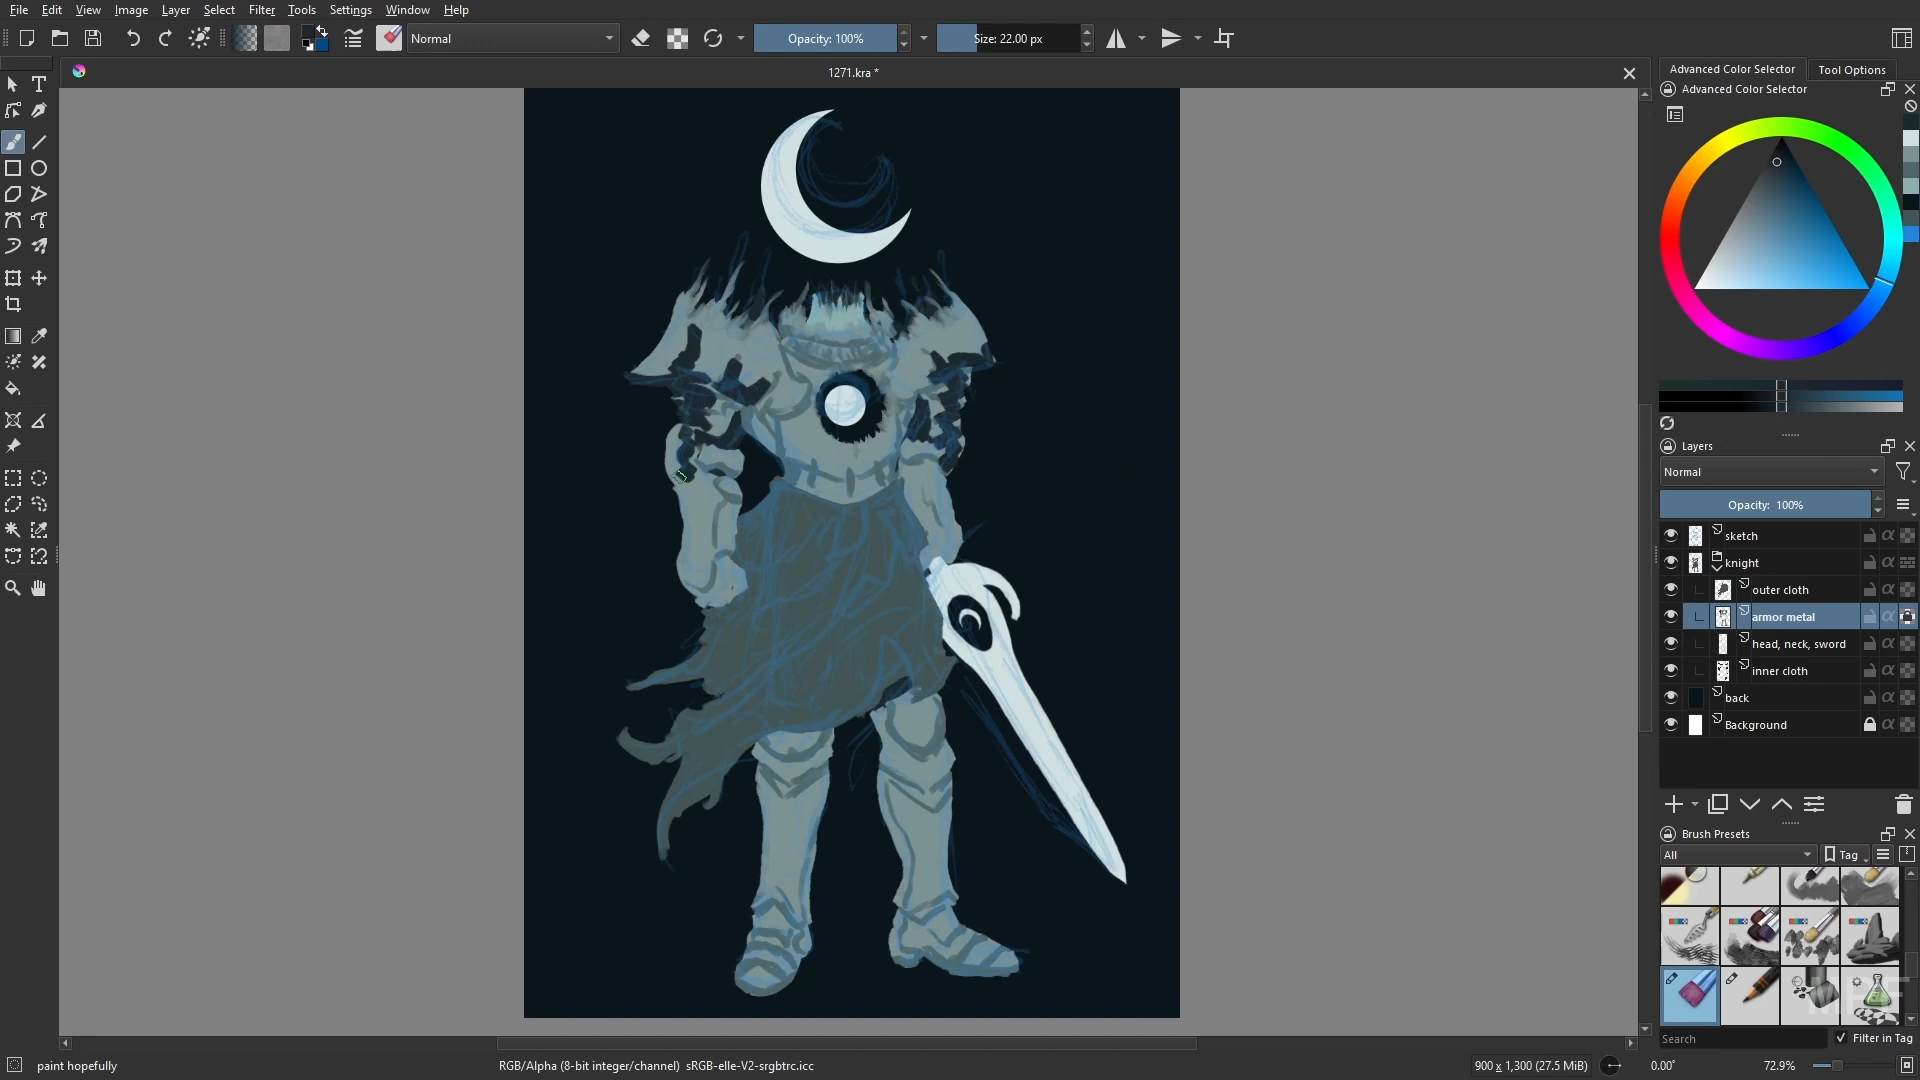 File Edit View Image Layer Select Filter Tools Settings Window Help
Normal Opacity: 100% Size: 22.00 px
1271.kra *
Advanced Color Selector Tool Options
Advanced Color Selector
Layers
Normal
Opacity: 100%
sketch
knight
outer cloth
armor metal
head, neck, sword
inner cloth
back
Background
Brush Presets
All Tag
Search Filter in Tag
paint hopefully RGB/Alpha (8-bit integer/channel) sRGB-elle-V2-srgbtrc.icc 900 x 1,300 (27.5 MiB) 0.00° 72.9%